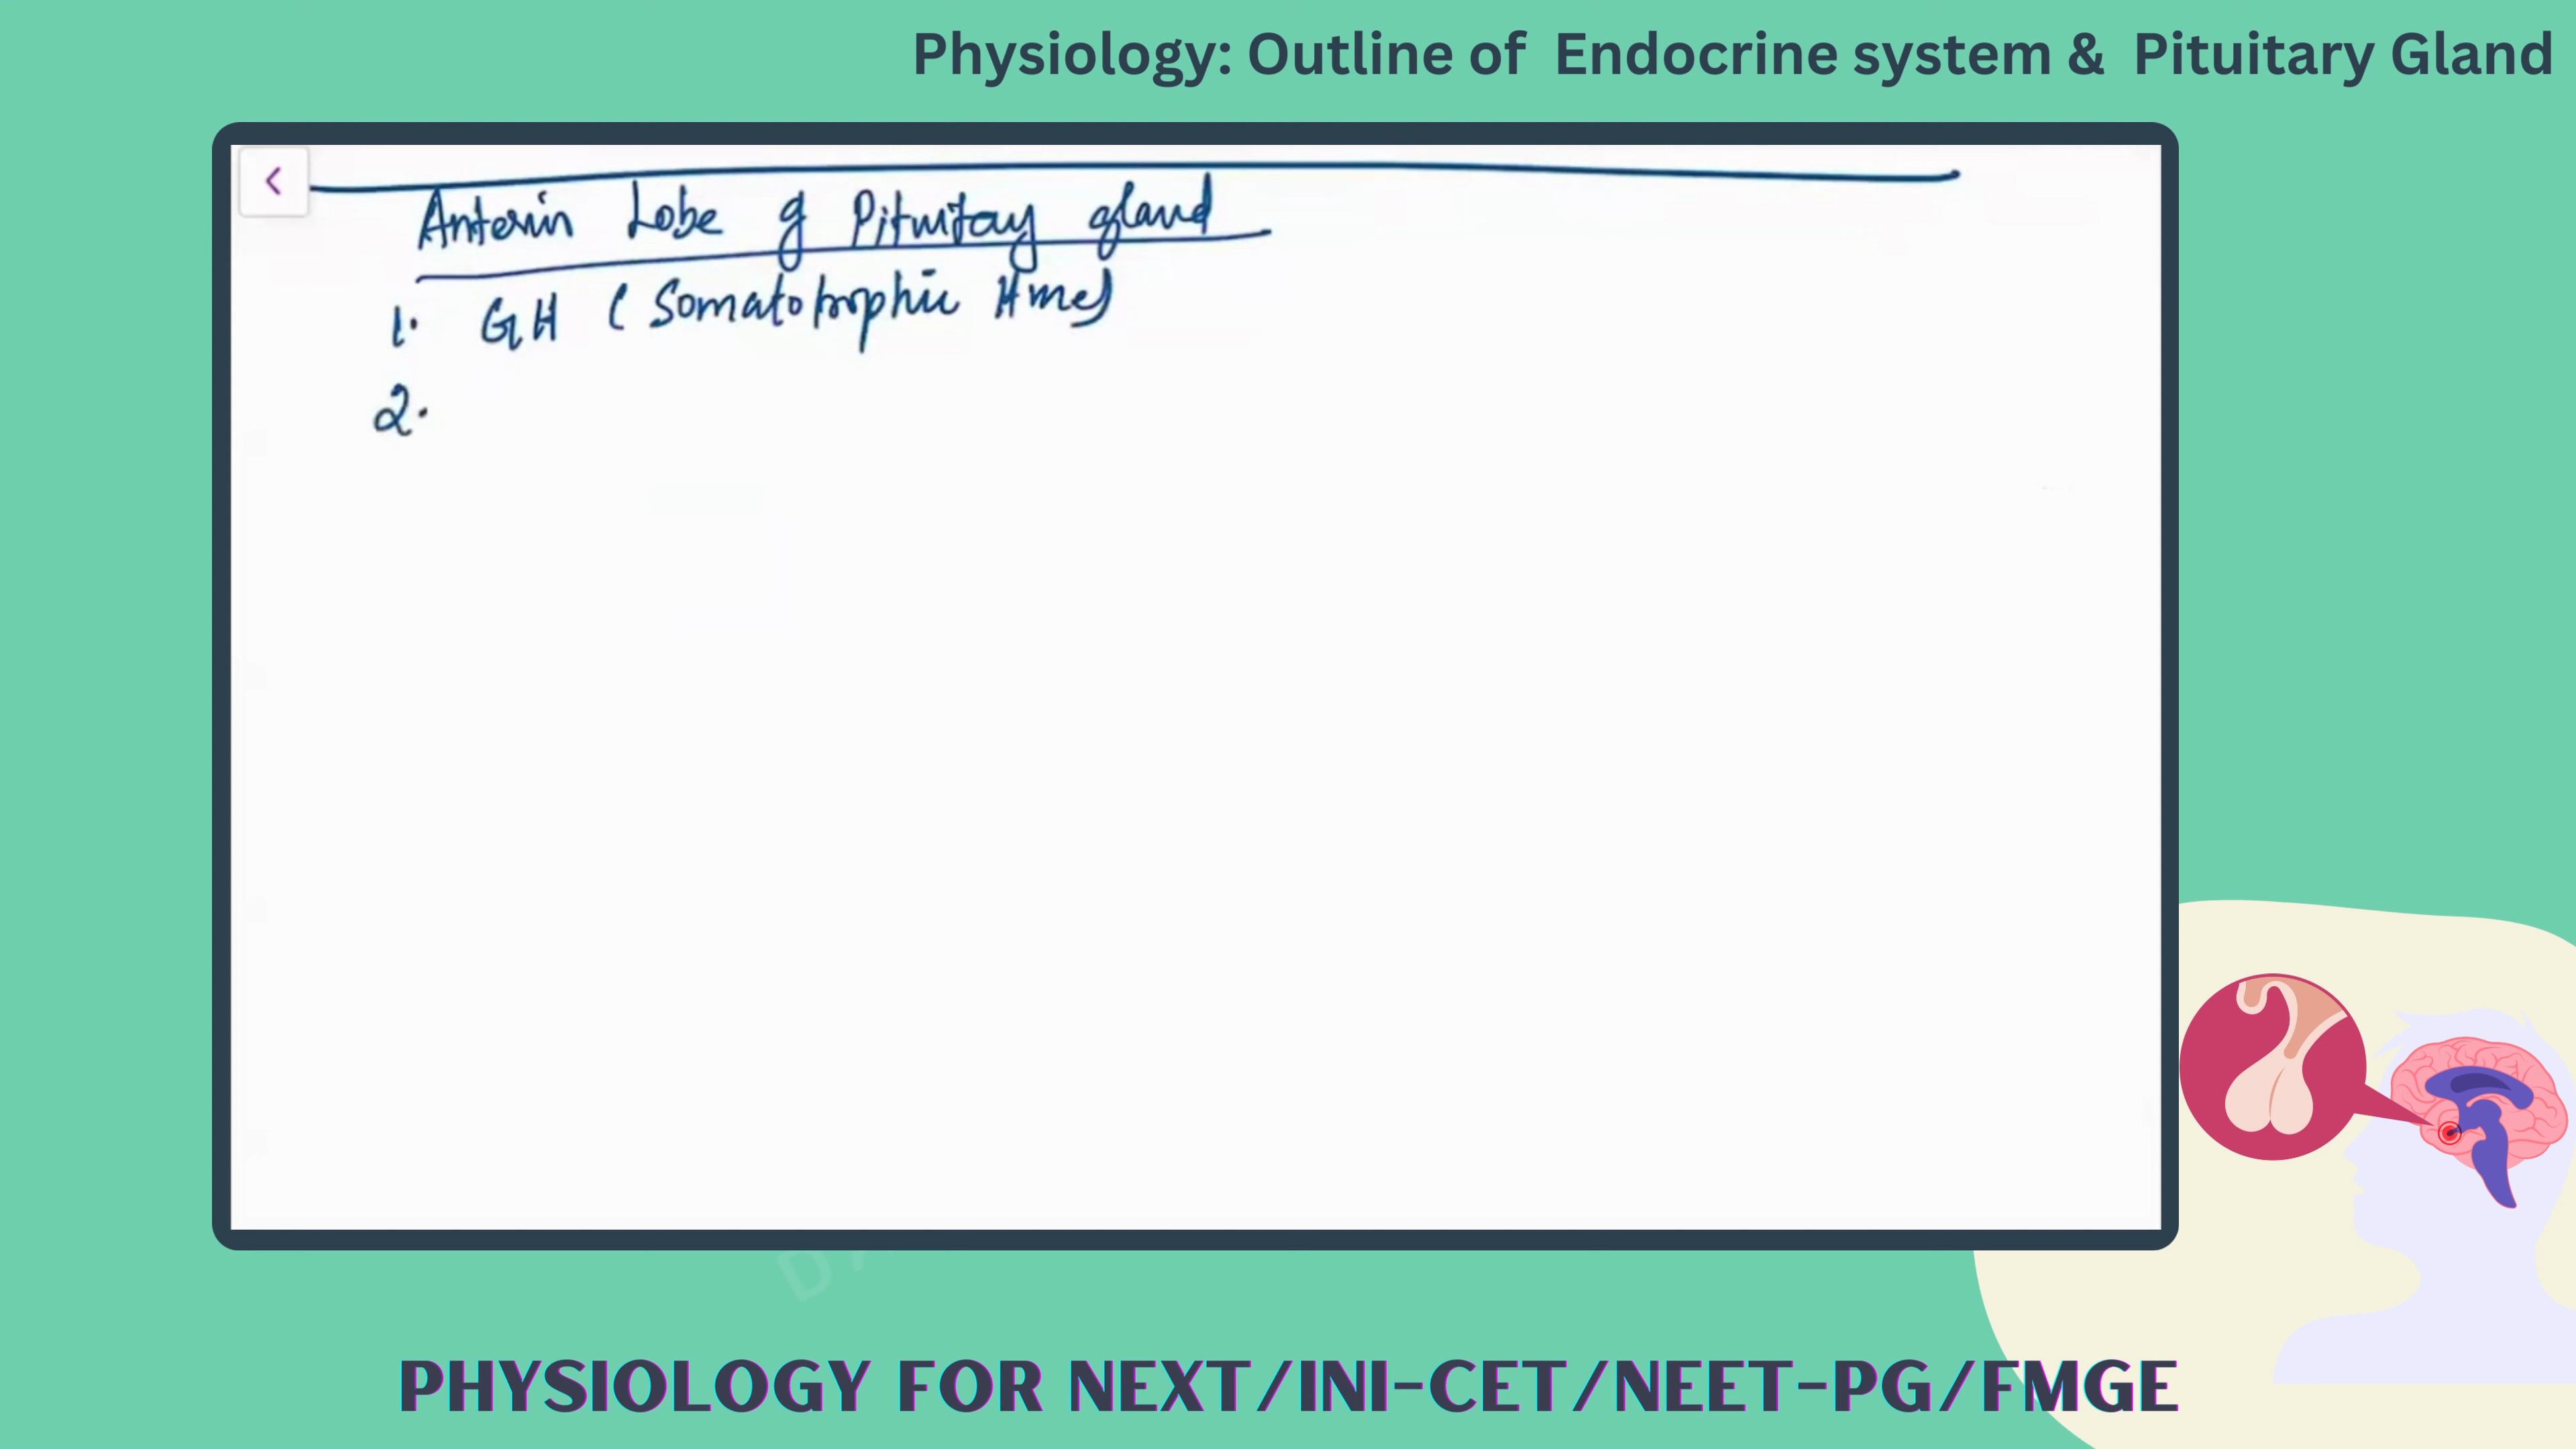 Physiology: Outline of Endocrine system & Pituitary Gland
Anterior Lobe of Pituitary gland
1. GH (Somatotrophic Hme)
2.
PHYSIOLOGY FOR NEXT/INI-CET/NEET-PG/FMGE